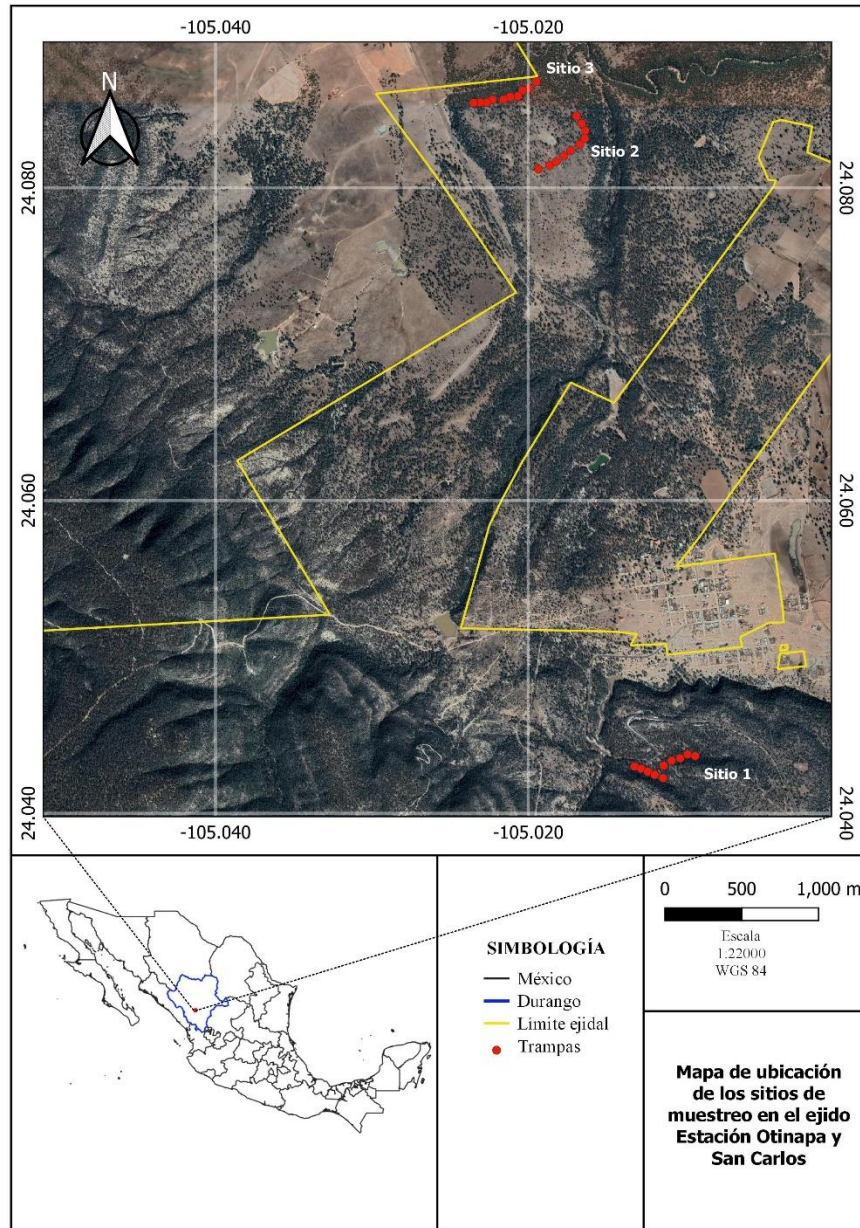 -105.040
-105.020
N
Sitio 3
Sitio 2
24.080
24.080
24.060
24.060
Sitio 1
24.040
24.040
-105.040
-105.020
SIMBOLOGÍA
México
Durango
Limite ejidal
Trampas
0 500 1,000 m
Escala
1:22000
WGS 84
Mapa de ubicación
de los sitios de
muestreo en el ejido
Estación Otinapa y
San Carlos